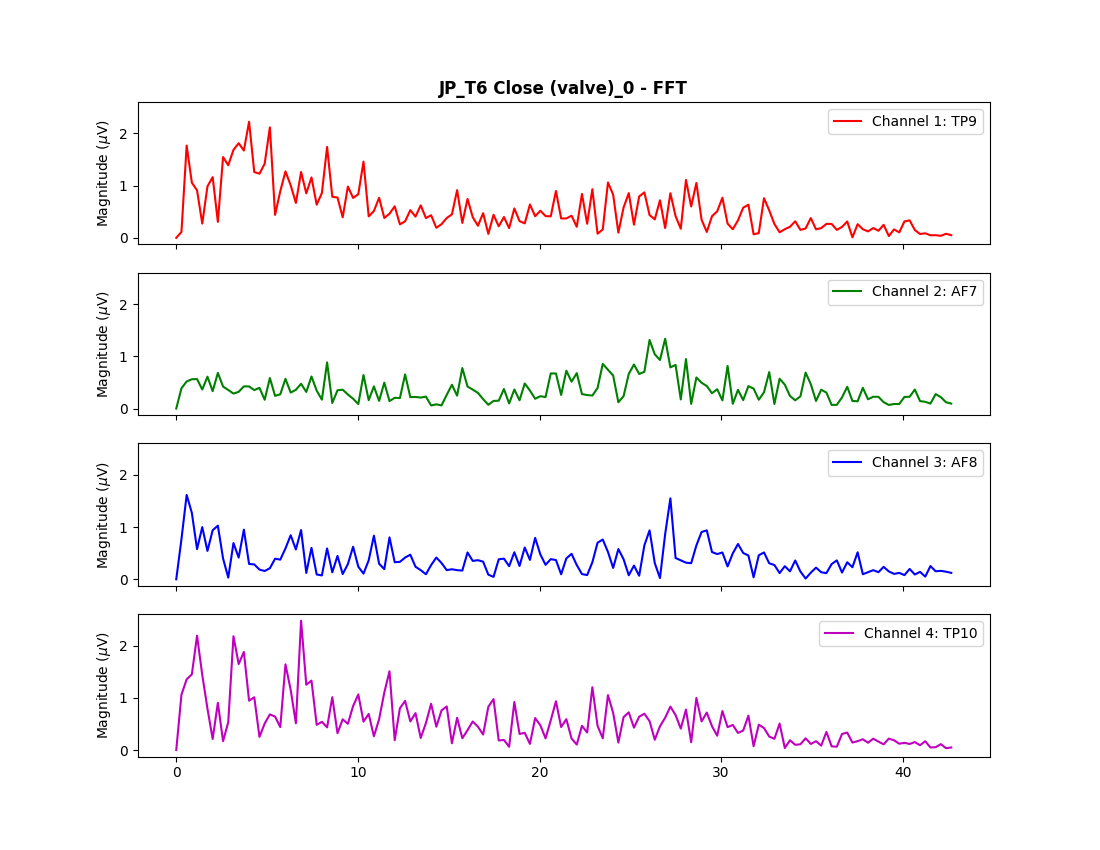 JP_T6 Close (valve)_0 - FFT
Magnitude (μV)
2
1
0
Channel 1: TP9
Magnitude (μV)
2
1
0
Channel 2: AF7
Magnitude (μV)
2
1
0
Channel 3: AF8
Magnitude (μV)
2
1
0
Channel 4: TP10
0 10 20 30 40